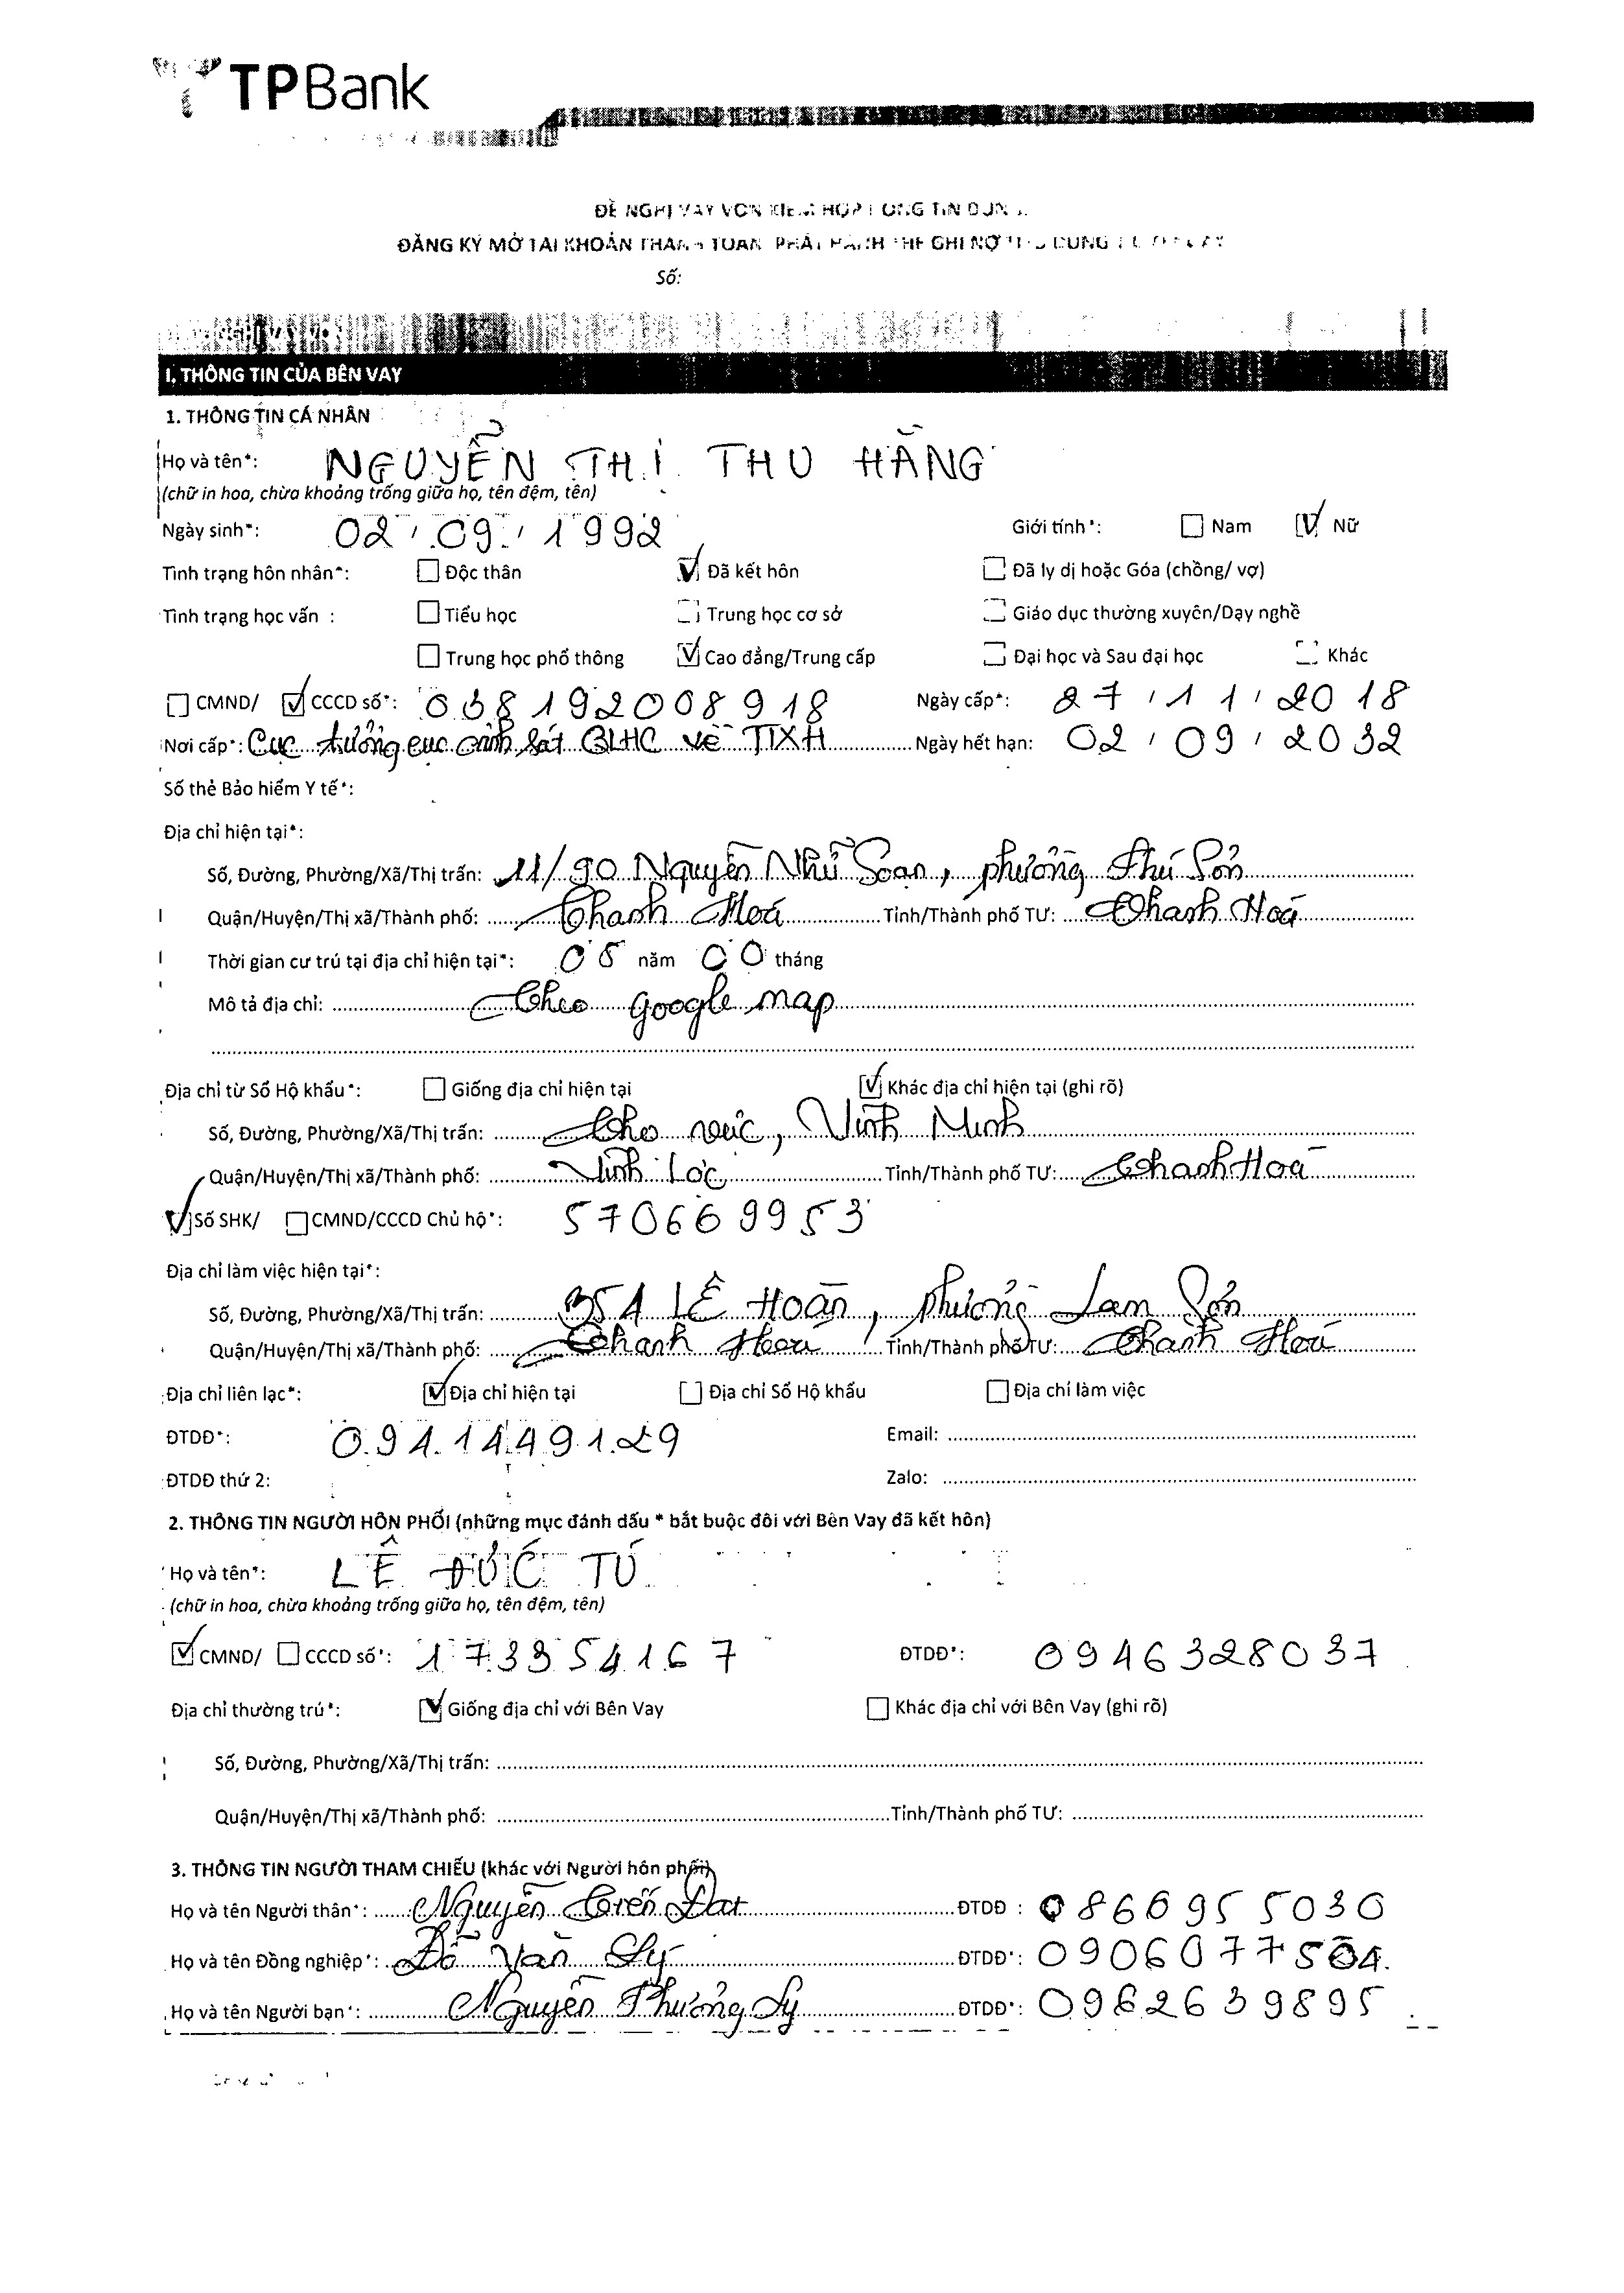 TPBank
ĐỀ NGHỊ VAY VỐN KIÊM HỢP ĐỒNG TÍN DỤNG
ĐĂNG KÝ MỞ TÀI KHOẢN THANH TOÁN, PHÁT HÀNH THẺ GHI NỢ
Số:
I. THÔNG TIN CỦA BÊN VAY
1. THÔNG TIN CÁ NHÂN
Họ và tên*: NGUYỄN THỊ THU HẰNG
(chữ in hoa, chừa khoảng trống giữa họ, tên đệm, tên)
Ngày sinh*: 02 / 09 / 1992 Giới tính*: Nam Nữ
Tình trạng hôn nhân*: Độc thân Đã kết hôn Đã ly dị hoặc Góa (chồng/ vợ)
Tình trạng học vấn : Tiểu học Trung học cơ sở Giáo dục thường xuyên/Dạy nghề
Trung học phổ thông Cao đẳng/Trung cấp Đại học và Sau đại học Khác
CMND/ CCCD số*: 038192008918 Ngày cấp*: 27 / 11 / 2018
Nơi cấp*: Cục trưởng cục cảnh sát QLHC về TTXH Ngày hết hạn: 02 / 09 / 2032
Số thẻ Bảo hiểm Y tế*:
Địa chỉ hiện tại*:
Số, Đường, Phường/Xã/Thị trấn: 11/90 Nguyễn Như Soạn, phường Phú Sơn
Quận/Huyện/Thị xã/Thành phố: Thanh Hoá Tỉnh/Thành phố TƯ: Thanh Hoá
Thời gian cư trú tại địa chỉ hiện tại*: 05 năm 00 tháng
Mô tả địa chỉ: Theo google map
Địa chỉ từ Sổ Hộ khẩu*: Giống địa chỉ hiện tại Khác địa chỉ hiện tại (ghi rõ)
Số, Đường, Phường/Xã/Thị trấn: Thọ vực, Vĩnh Minh
Quận/Huyện/Thị xã/Thành phố: Vĩnh Lộc Tỉnh/Thành phố TƯ: Thanh Hoá
Số SHK/ CMND/CCCD Chủ hộ*: 570669953
Địa chỉ làm việc hiện tại*:
Số, Đường, Phường/Xã/Thị trấn: 35A LÊ Hoàn, phường Lam Sơn
Quận/Huyện/Thị xã/Thành phố: Thanh Hoá Tỉnh/Thành phố TƯ: Thanh Hoá
Địa chỉ liên lạc*: Địa chỉ hiện tại Địa chỉ Sổ Hộ khẩu Địa chỉ làm việc
ĐTDĐ*: 0941449129 Email:
ĐTDĐ thứ 2: Zalo:
2. THÔNG TIN NGƯỜI HÔN PHỐI (những mục đánh dấu * bắt buộc đối với Bên Vay đã kết hôn)
Họ và tên*: LÊ ĐỨC TÚ
(chữ in hoa, chừa khoảng trống giữa họ, tên đệm, tên)
CMND/ CCCD số*: 173354167 ĐTDĐ*: 0946328037
Địa chỉ thường trú*: Giống địa chỉ với Bên Vay Khác địa chỉ với Bên Vay (ghi rõ)
Số, Đường, Phường/Xã/Thị trấn:
Quận/Huyện/Thị xã/Thành phố: Tỉnh/Thành phố TƯ:
3. THÔNG TIN NGƯỜI THAM CHIẾU (khác với Người hôn phối)
Họ và tên Người thân*: Nguyễn Tiến Đạt ĐTDĐ : 0866955030
Họ và tên Đồng nghiệp*: Đỗ Văn Lý ĐTDĐ*: 0906077504
Họ và tên Người bạn*: Nguyễn Phương Lý ĐTDĐ*: 0962639895